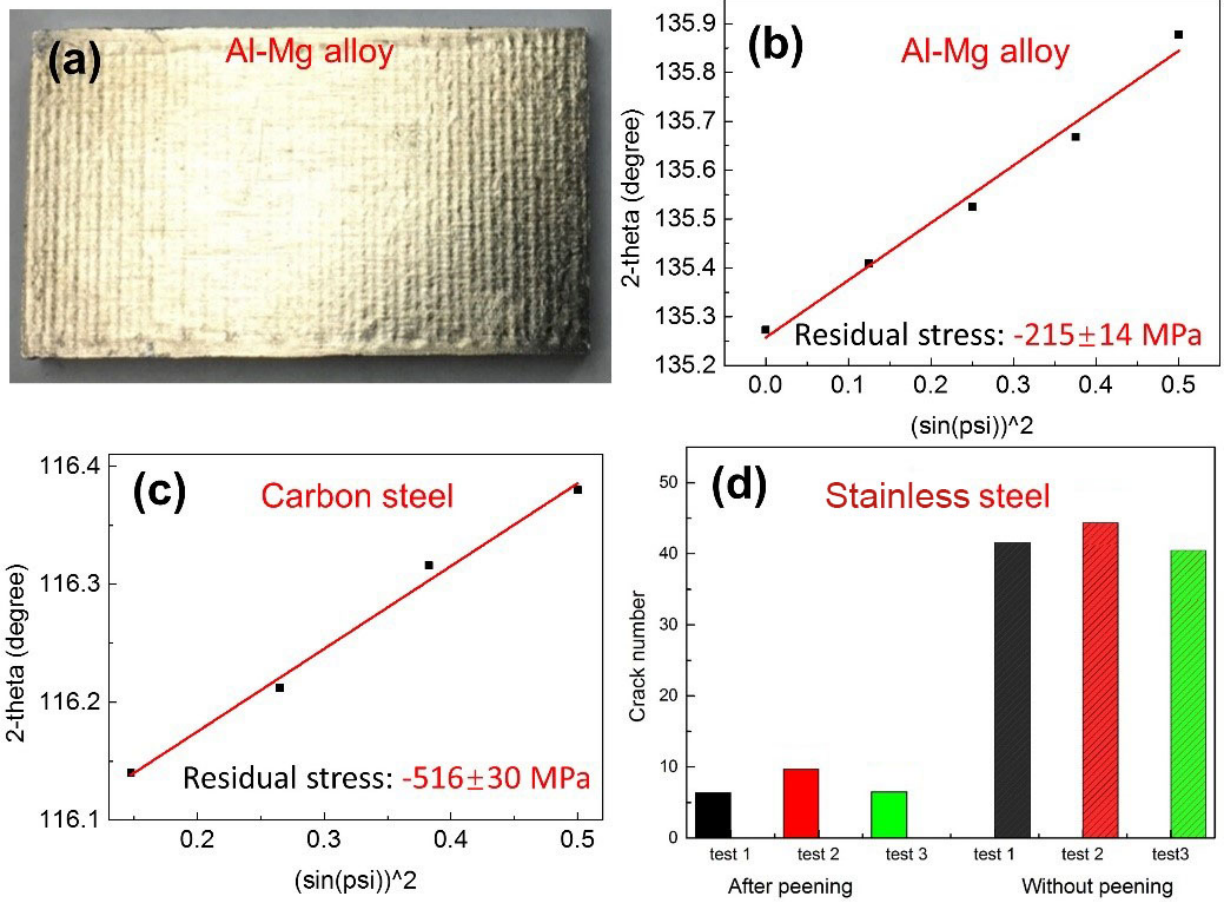 (a)
Al-Mg alloy
(b)
Al-Mg alloy
135.9
135.8
135.7
135.6
135.5
135.4
135.3
135.2
2-theta (degree)
Residual stress: -215±14 MPa
0.0 0.1 0.2 0.3 0.4 0.5
(sin(psi))^2
(c)
Carbon steel
116.4
116.3
116.2
116.1
2-theta (degree)
Residual stress: -516±30 MPa
0.2 0.3 0.4 0.5
(sin(psi))^2
(d)
Stainless steel
50
40
30
20
10
0
Crack number
test 1 test 2 test 3 test 1 test 2 test3
After peening Without peening